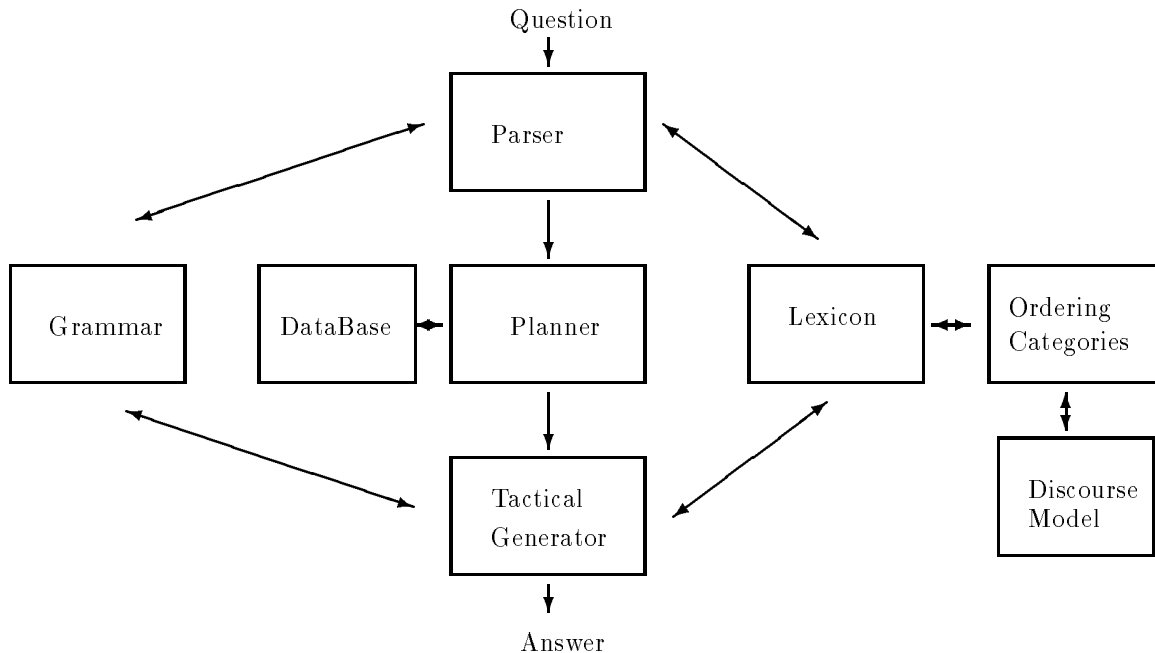 Question
Parser
Grammar
DataBase
Planner
Lexicon
Ordering
Categories
Tactical
Generator
Discourse
Model
Answer